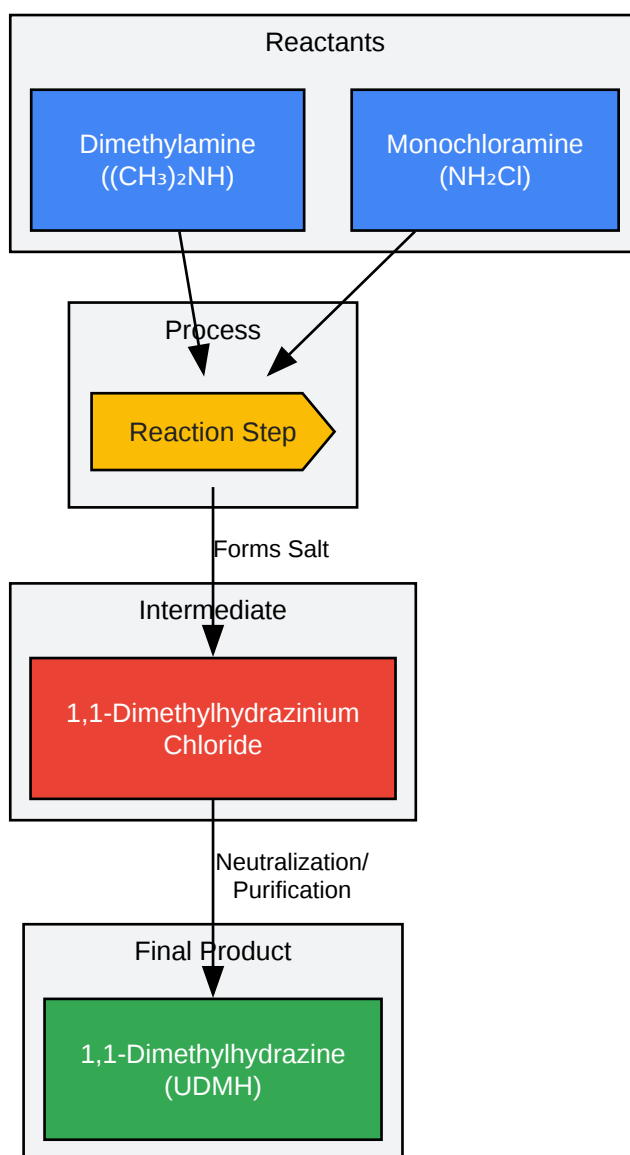 Reactants
Dimethylamine
((CH₃)₂NH)
Monochloramine
(NH₂Cl)
Process
Reaction Step
Forms Salt
Intermediate
1,1-Dimethylhydrazinium
Chloride
Neutralization/
Purification
Final Product
1,1-Dimethylhydrazine
(UDMH)